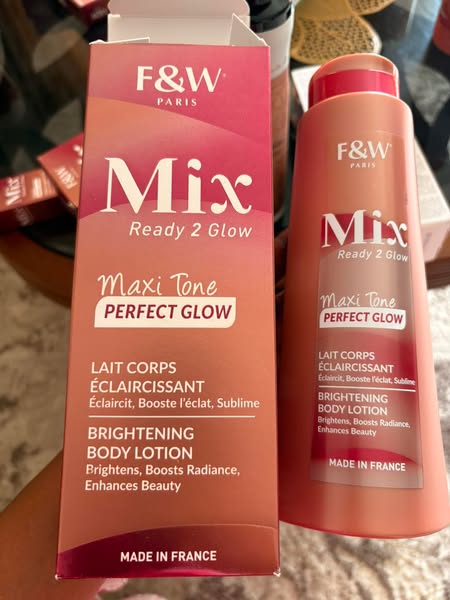 F&W®
PARIS
Mix
Ready 2 Glow
Maxi Tone
PERFECT GLOW
LAIT CORPS
ÉCLAIRCISSANT
Éclaircit, Booste l'éclat, Sublime
BRIGHTENING
BODY LOTION
Brightens, Boosts Radiance,
Enhances Beauty
MADE IN FRANCE
F&W®
PARIS
Mix
Ready 2 Glow
Maxi Tone
PERFECT GLOW
LAIT CORPS
ÉCLAIRCISSANT
Éclaircit, Booste l'éclat, Sublime
BRIGHTENING
BODY LOTION
Brightens, Boosts Radiance,
Enhances Beauty
MADE IN FRANCE
Mix